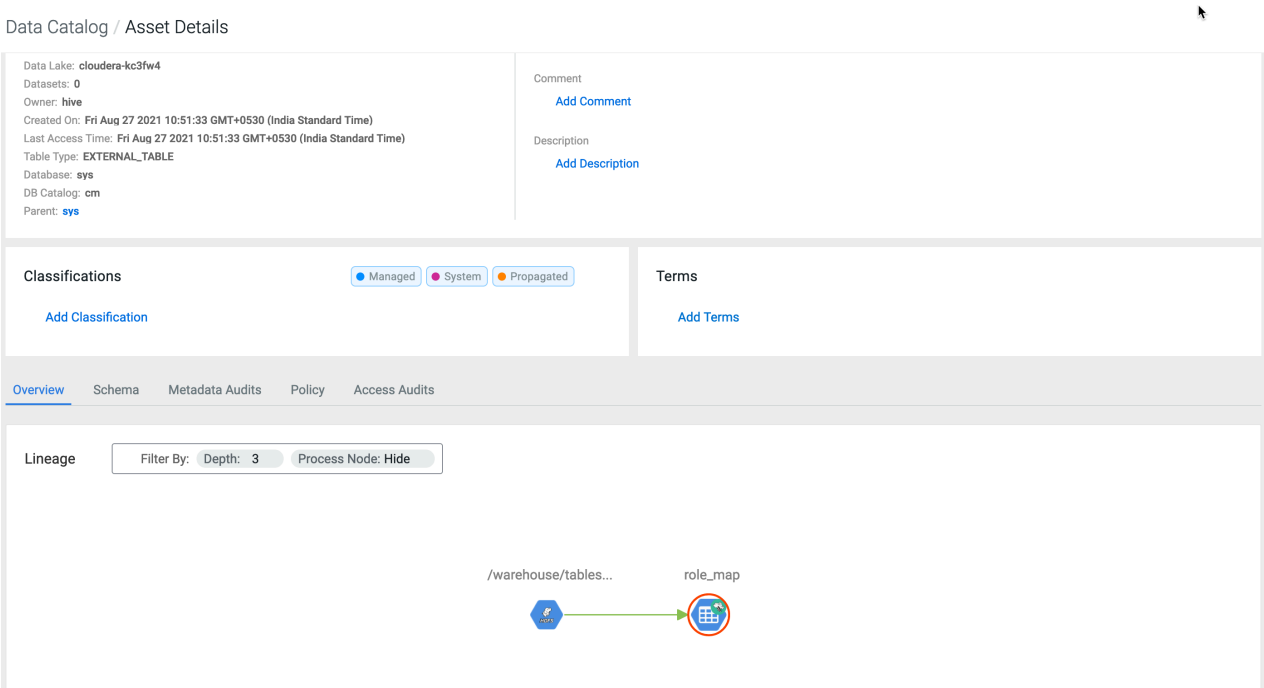 Data Catalog / Asset Details
Data Lake: cloudera-kc3fw4
Datasets: 0
Owner: hive
Created On: Fri Aug 27 2021 10:51:33 GMT+0530 (India Standard Time)
Last Access Time: Fri Aug 27 2021 10:51:33 GMT+0530 (India Standard Time)
Table Type: EXTERNAL_TABLE
Database: sys
DB Catalog: cm
Parent: sys
Comment
Add Comment
Description
Add Description
Classifications
Managed
System
Propagated
Add Classification
Terms
Add Terms
Overview
Schema
Metadata Audits
Policy
Access Audits
Lineage
Filter By: Depth: 3 Process Node: Hide
/warehouse/tables...
role_map
HDFS